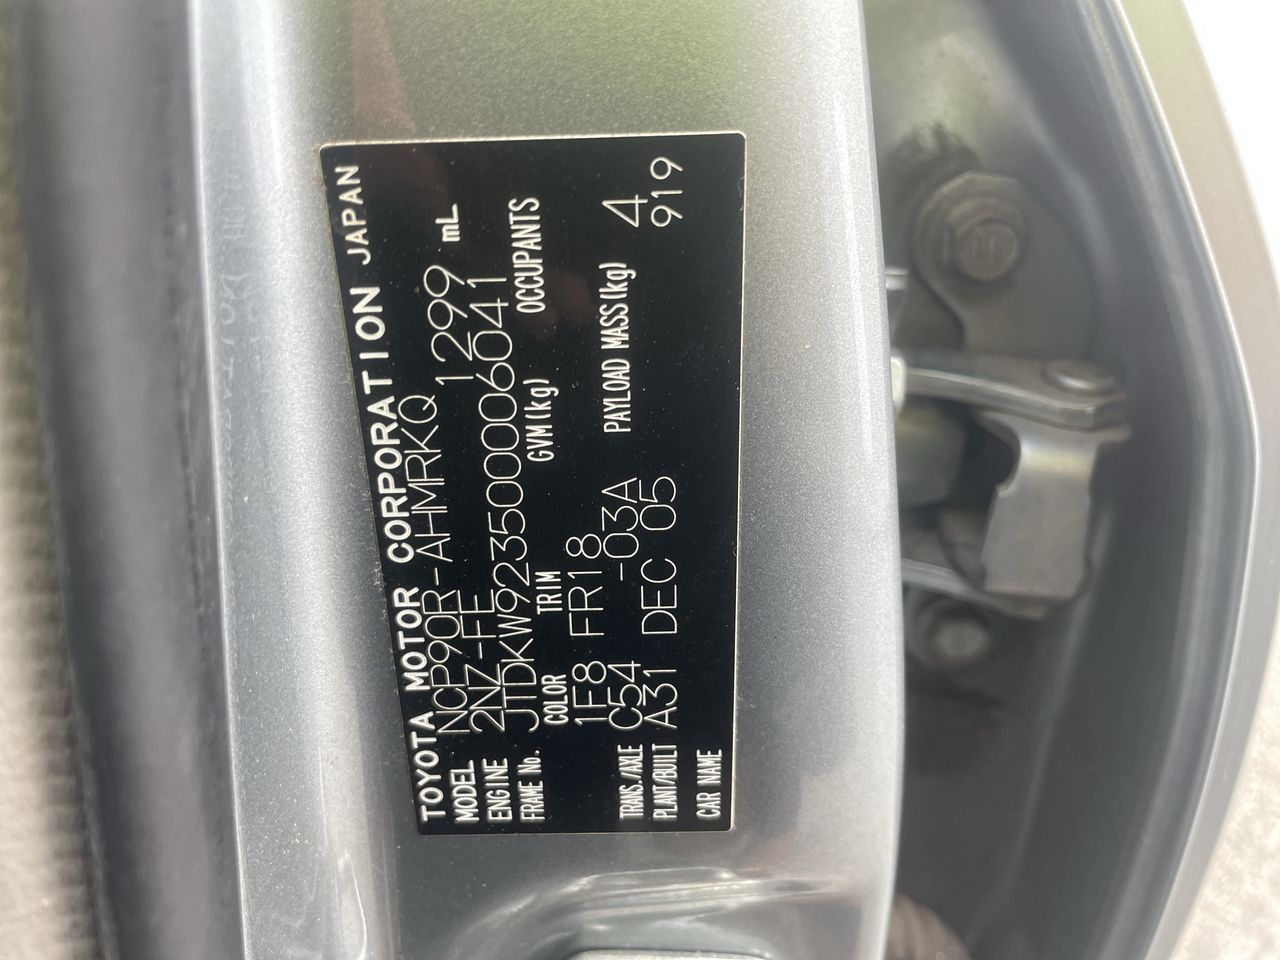 TOYOTA MOTOR CORPORATION JAPAN
MODEL NCP90R-AHMRKQ
ENGINE 2NZ-FE 1299 mL
FRAME No. JTDKW923500006041
COLOR TRIM GVM(kg) OCCUPANTS
1F8 FR18 4
TRANS./AXLE C54 -03A PAYLOAD MASS(kg) 919
PLANT/BUILT A31 DEC 05
CAR NAME